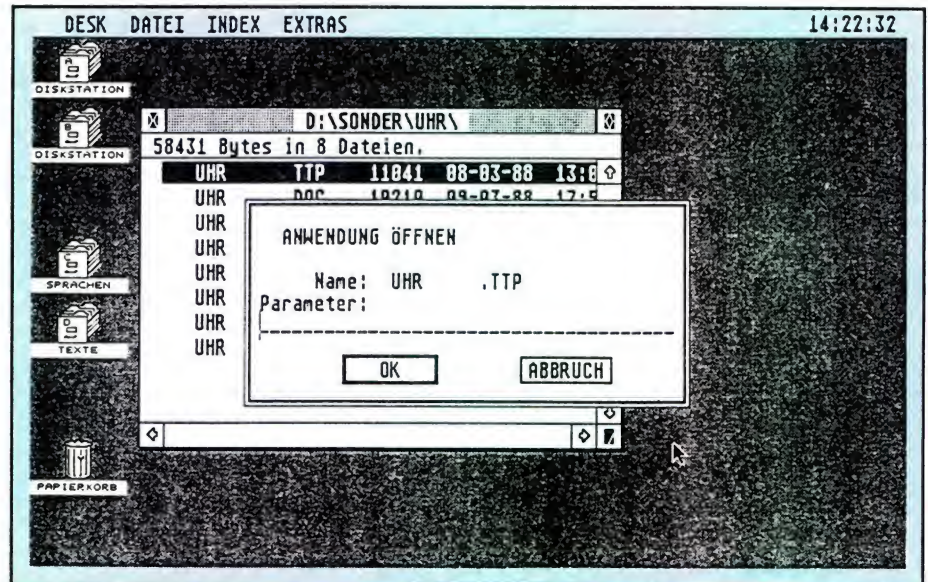 DESK DATEI INDEX EXTRAS 14:22:32
DISKSTATION
DISKSTATION
SPRACHEN
TEXTE
PAPIERKORB
D:\SONDER\UHR\
58431 Bytes in 8 Dateien.
UHR TTP 11041 08-03-88
UHR
UHR
UHR
UHR
UHR
UHR
UHR
ANWENDUNG ÖFFNEN
Name: UHR .TTP
Parameter:
OK ABBRUCH